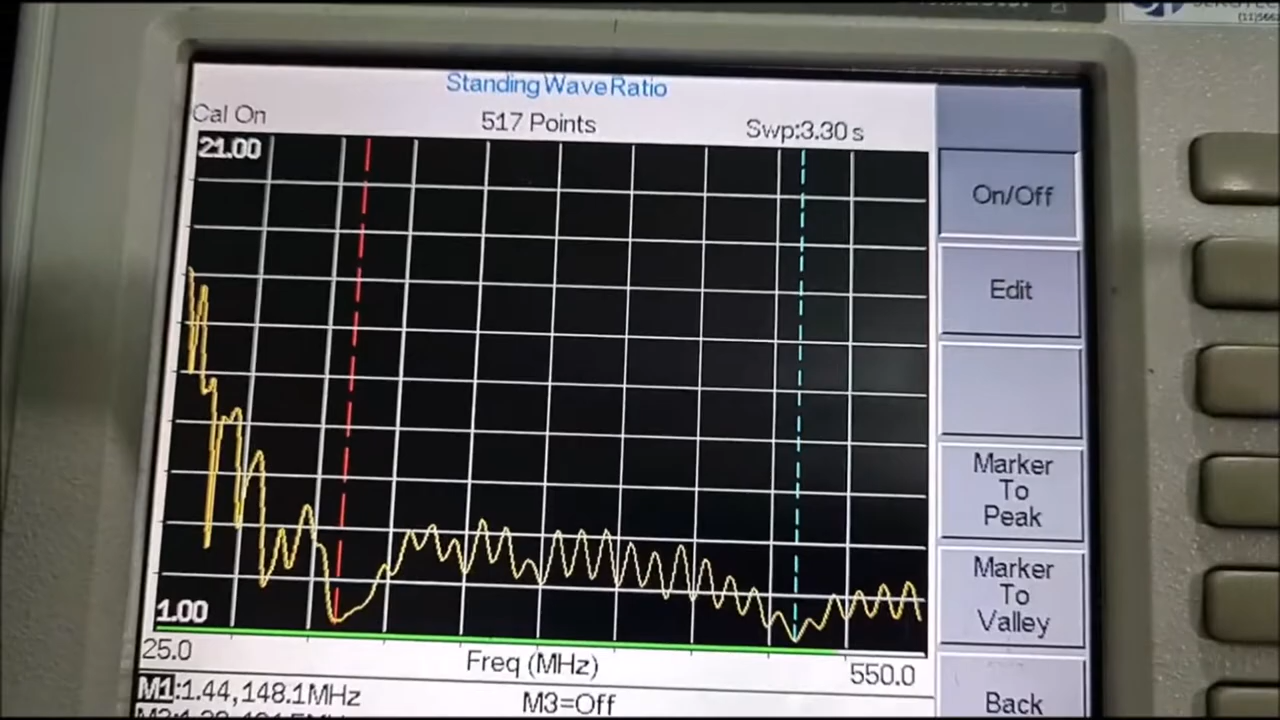 Standing Wave Ratio
Cal On
517 Points
Swp:3.30 s
21.00
On/Off
Edit
Marker
To
Peak
Marker
To
Valley
1.00
25.0
Freq (MHz)
550.0
M1:1.44,148.1MHz
M3=Off
Back